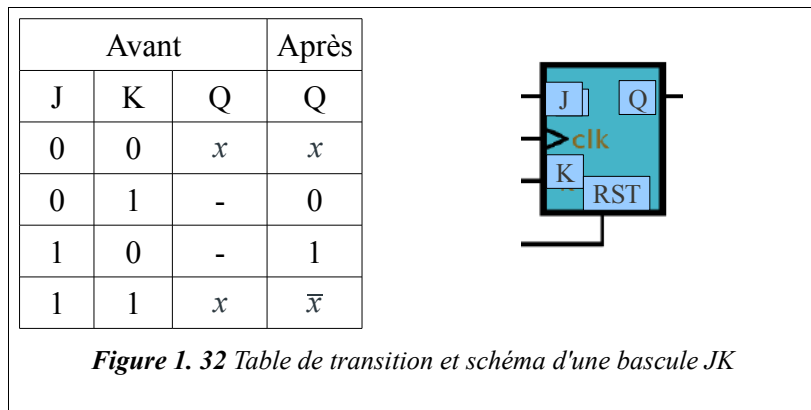 Avant Après
J K Q Q
0 0 x x
0 1 - 0
1 0 - 1
1 1 x x̅
J Q
clk
K
RST
Figure 1. 32 Table de transition et schéma d'une bascule JK